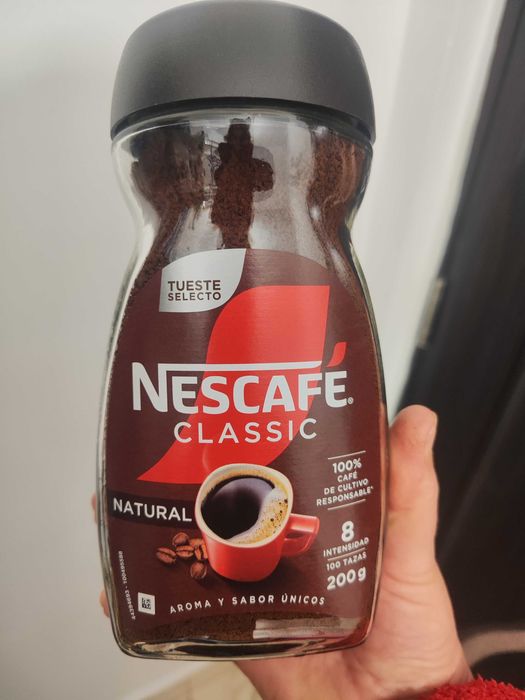 TUESTE
SELECTO
NESCAFÉ®
CLASSIC
100%
CAFÉ
DE CULTIVO
RESPONSABLE*
NATURAL
8
INTENSIDAD
100 TAZAS
200g
AROMA Y SABOR ÚNICOS